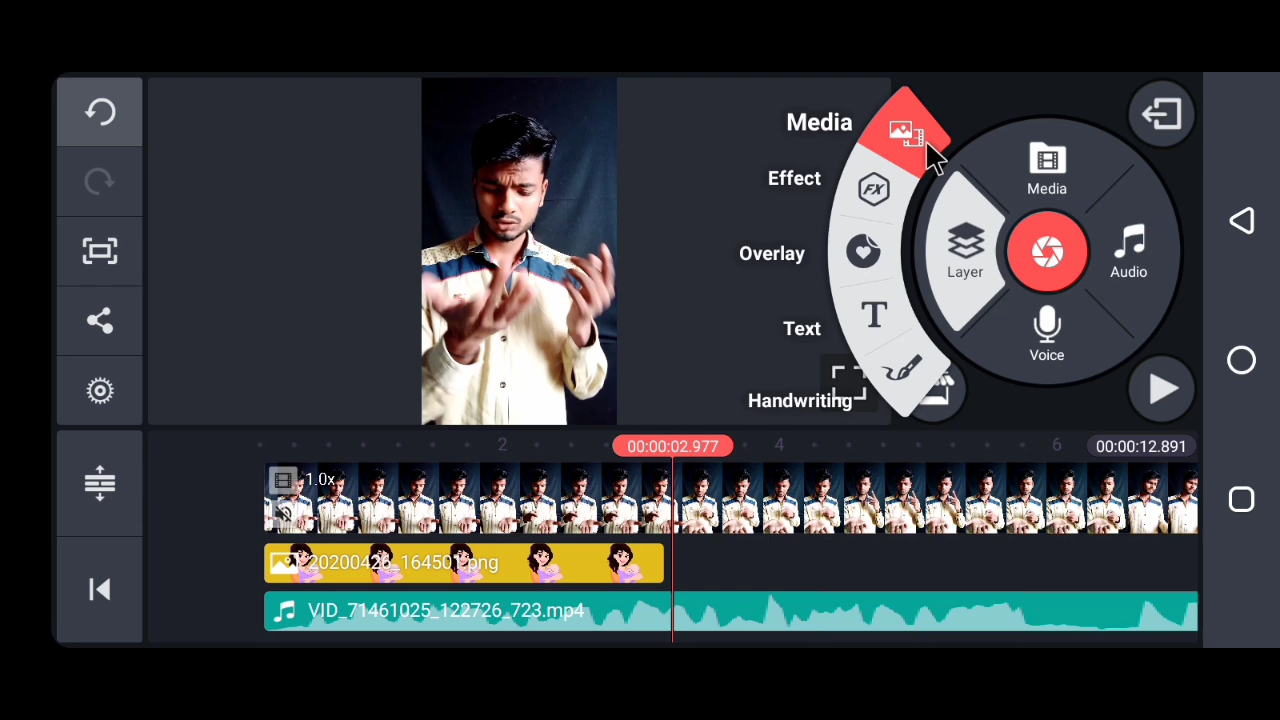 Media
Effect
Overlay
Text
Handwriting
FX
T
Media
Layer
Audio
Voice
2
00:00:02.977
4
6
00:00:12.891
1.0x
20200426_164501.png
VID_71461025_122726_723.mp4